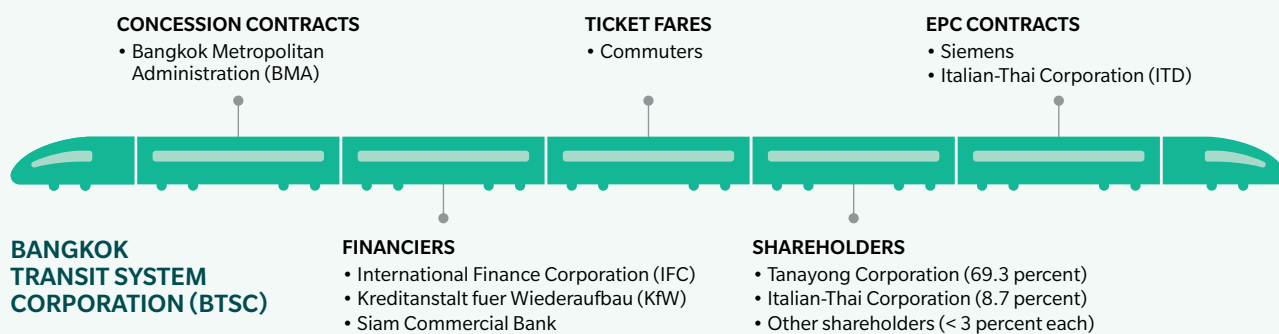 CONCESSION CONTRACTS
• Bangkok Metropolitan
Administration (BMA)
TICKET FARES
• Commuters
EPC CONTRACTS
• Siemens
• Italian-Thai Corporation (ITD)
BANGKOK
TRANSIT SYSTEM
CORPORATION (BTSC)
FINANCIERS
• International Finance Corporation (IFC)
• Kreditanstalt fuer Wiederaufbau (KfW)
• Siam Commercial Bank
SHAREHOLDERS
• Tanayong Corporation (69.3 percent)
• Italian-Thai Corporation (8.7 percent)
• Other shareholders (< 3 percent each)